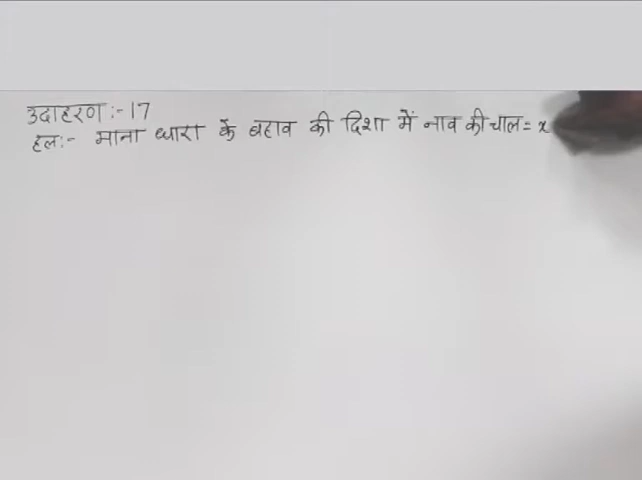 उदाहरण :- 17
हल:- माना धारा के बहाव की दिशा में नाव की चाल = x